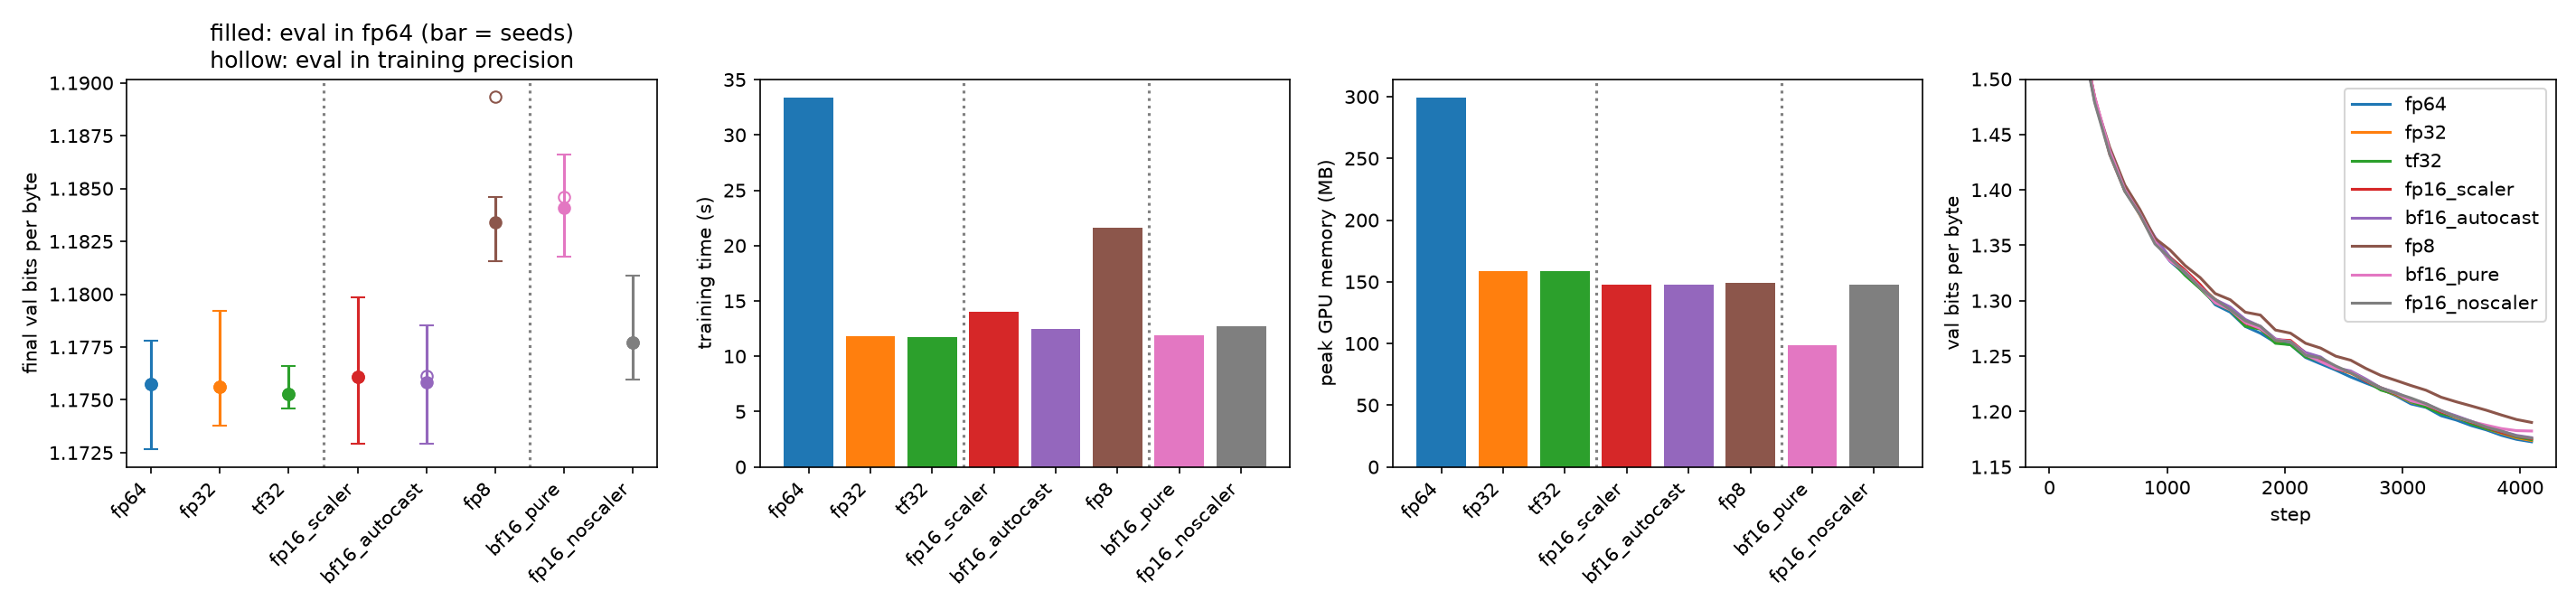 filled: eval in fp64 (bar = seeds)
hollow: eval in training precision
final val bits per byte
1.1900
1.1875
1.1850
1.1825
1.1800
1.1775
1.1750
1.1725
fp64
fp32
tf32
fp16_scaler
bf16_autocast
fp8
bf16_pure
fp16_noscaler
training time (s)
35
30
25
20
15
10
5
0
fp64
fp32
tf32
fp16_scaler
bf16_autocast
fp8
bf16_pure
fp16_noscaler
peak GPU memory (MB)
300
250
200
150
100
50
0
fp64
fp32
tf32
fp16_scaler
bf16_autocast
fp8
bf16_pure
fp16_noscaler
val bits per byte
1.50
1.45
1.40
1.35
1.30
1.25
1.20
1.15
0
1000
2000
3000
4000
step
fp64
fp32
tf32
fp16_scaler
bf16_autocast
fp8
bf16_pure
fp16_noscaler